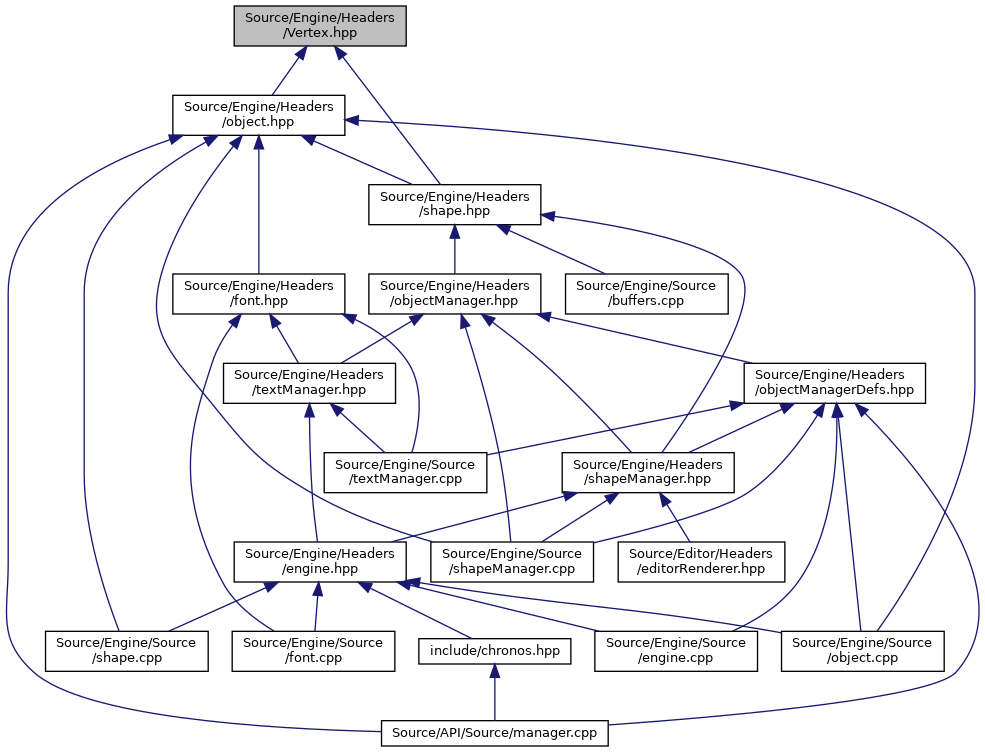 Source/Engine/Headers
/Vertex.hpp
Source/Engine/Headers
/object.hpp
Source/Engine/Headers
/shape.hpp
Source/Engine/Headers
/font.hpp
Source/Engine/Headers
/objectManager.hpp
Source/Engine/Source
/buffers.cpp
Source/Engine/Headers
/textManager.hpp
Source/Engine/Headers
/objectManagerDefs.hpp
Source/Engine/Source
/textManager.cpp
Source/Engine/Headers
/shapeManager.hpp
Source/Engine/Headers
/engine.hpp
Source/Engine/Source
/shapeManager.cpp
Source/Editor/Headers
/editorRenderer.hpp
Source/Engine/Source
/shape.cpp
Source/Engine/Source
/font.cpp
include/chronos.hpp
Source/Engine/Source
/engine.cpp
Source/Engine/Source
/object.cpp
Source/API/Source/manager.cpp